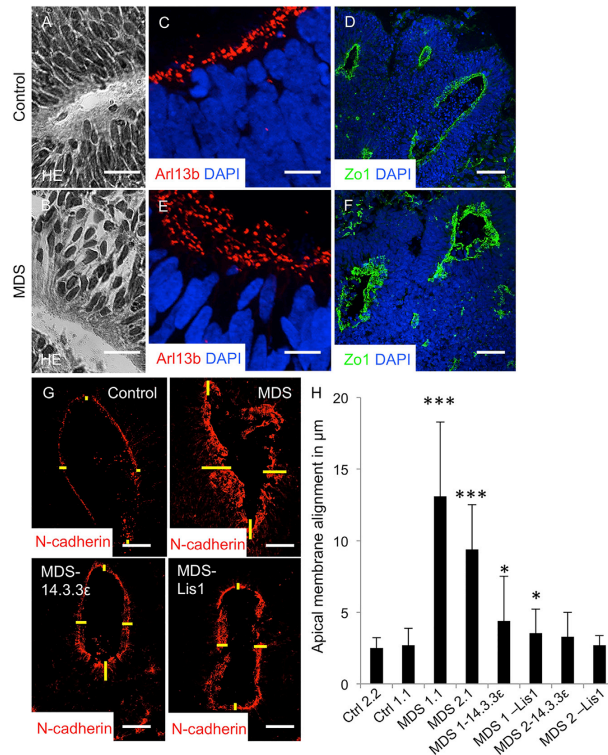 A
C
D
Control
HE
Arl13b DAPI
Zo1 DAPI
B
E
F
MDS
HE
Arl13b DAPI
Zo1 DAPI
G
Control
MDS
N-cadherin
N-cadherin
MDS-
14.3.3ε
MDS-
Lis1
N-cadherin
N-cadherin
H
Apical membrane alignment in µm
20
15
10
5
0
***
***
*
*
Ctrl 2.2
Ctrl 1.1
MDS 1.1
MDS 2.1
MDS 1-14.3.3ε
MDS 1 –Lis1
MDS 2-14.3.3ε
MDS 2 –Lis1